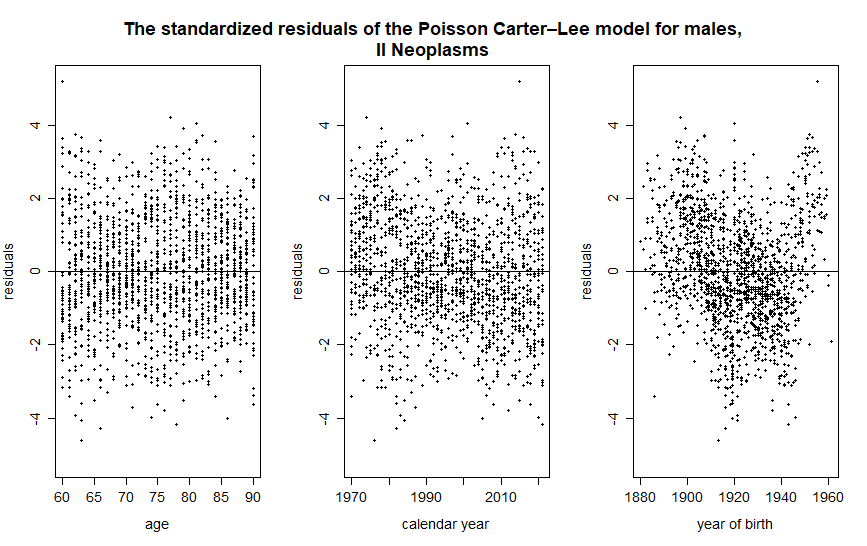 The standardized residuals of the Poisson Carter–Lee model for males,
II Neoplasms
residuals
4
2
0
-2
-4
60 65 70 75 80 85 90
age
residuals
4
2
0
-2
-4
1970 1990 2010
calendar year
residuals
4
2
0
-2
-4
1880 1900 1920 1940 1960
year of birth